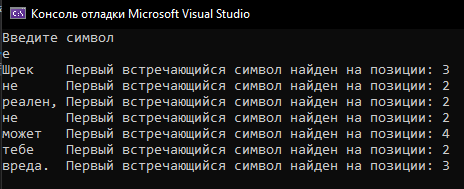 Консоль отладки Microsoft Visual Studio
Введите символ
е
Шрек    Первый встречающийся символ найден на позиции: 3
не      Первый встречающийся символ найден на позиции: 2
реален, Первый встречающийся символ найден на позиции: 2
не      Первый встречающийся символ найден на позиции: 2
может   Первый встречающийся символ найден на позиции: 4
тебе    Первый встречающийся символ найден на позиции: 2
вреда.  Первый встречающийся символ найден на позиции: 3